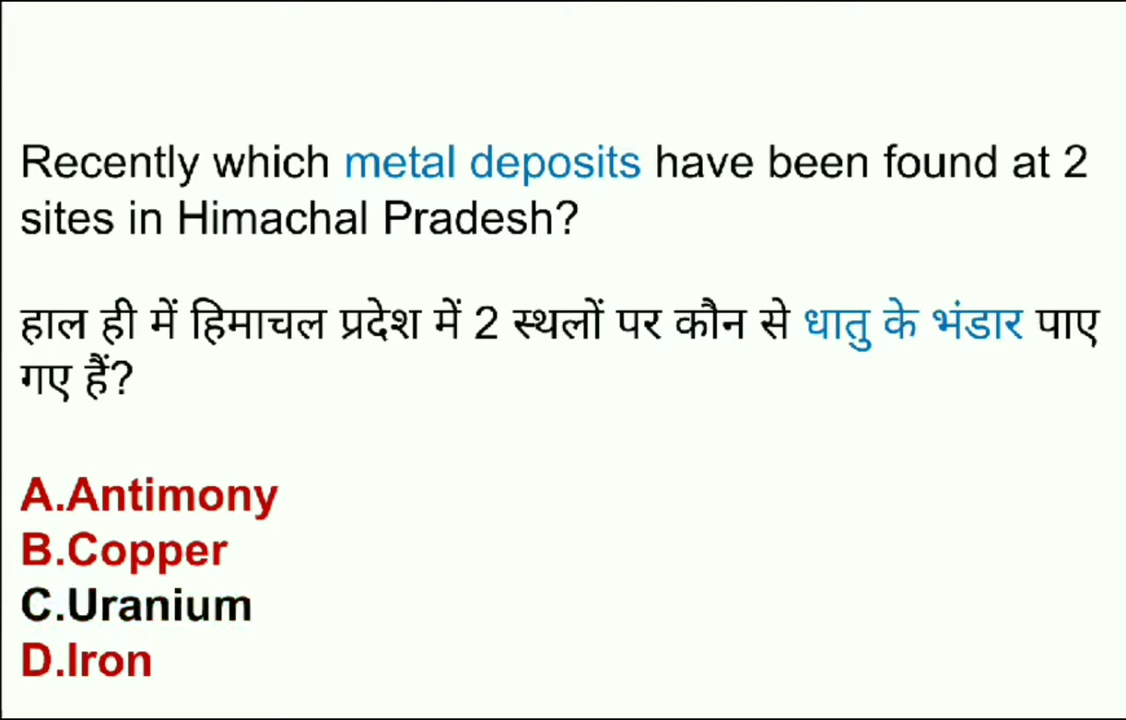 Recently which metal deposits have been found at 2
sites in Himachal Pradesh?
हाल ही में हिमाचल प्रदेश में 2 स्थलों पर कौन से धातु के भंडार पाए
गए हैं?
A.Antimony
B.Copper
C.Uranium
D.Iron